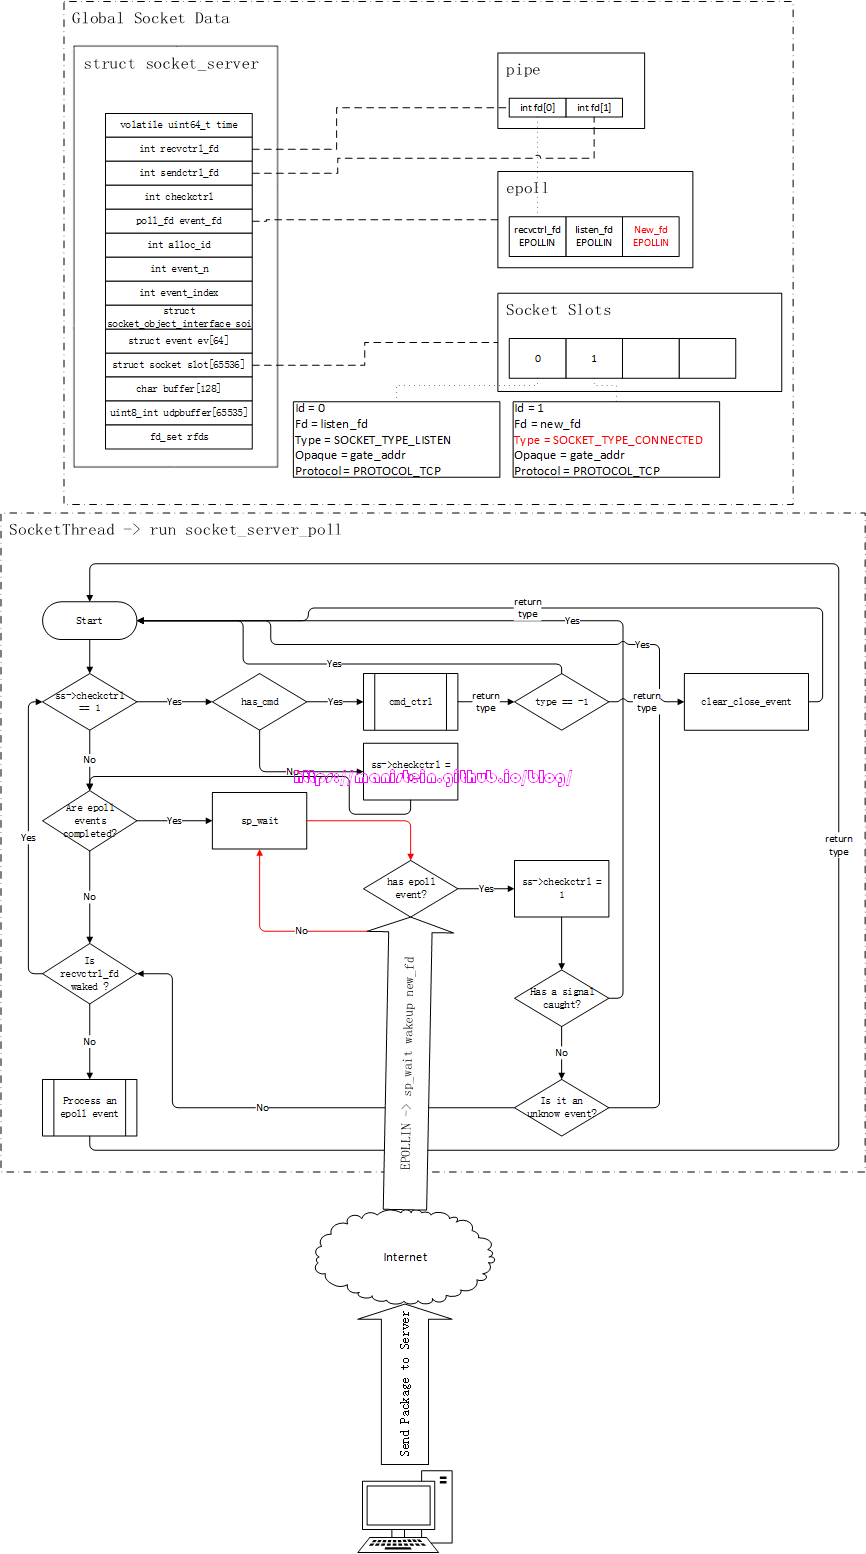 Global Socket Data
struct socket_server
volatile uint64_t time
int recvctrl_fd
int sendctrl_fd
int checkctrl
poll_fd event_fd
int alloc_id
int event_n
int event_index
struct
socket_object_interface soi
struct event ev[64]
struct socket slot[65536]
char buffer[128]
uint8_int udpbuffer[65535]
fd_set rfds
pipe
int fd[0]
int fd[1]
epoll
recvctrl_fd
EPOLLIN
listen_fd
EPOLLIN
New_fd
EPOLLIN
Socket Slots
0
1
Id = 0
Fd = listen_fd
Type = SOCKET_TYPE_LISTEN
Opaque = gate_addr
Protocol = PROTOCOL_TCP
Id = 1
Fd = new_fd
Type = SOCKET_TYPE_CONNECTED
Opaque = gate_addr
Protocol = PROTOCOL_TCP
SocketThread -> run socket_server_poll
return
type
Start
Yes
Yes
Yes
ss->checkctrl
== 1
Yes
has_cmd
Yes
cmd_ctrl
return
type
type == -1
return
type
clear_close_event
No
No
ss->checkctrl =
https://manistein.github.io/blog/
Are epoll
events
completed?
Yes
sp_wait
Yes
return
type
has epoll
event?
Yes
ss->checkctrl =
1
No
No
Is
recvctrl_fd
waked ?
Has a signal
caught?
No
No
Process an
epoll event
No
Is it an
unknow event?
EPOLLIN -> sp_wait wakeup new_fd
Internet
Send Package to Server